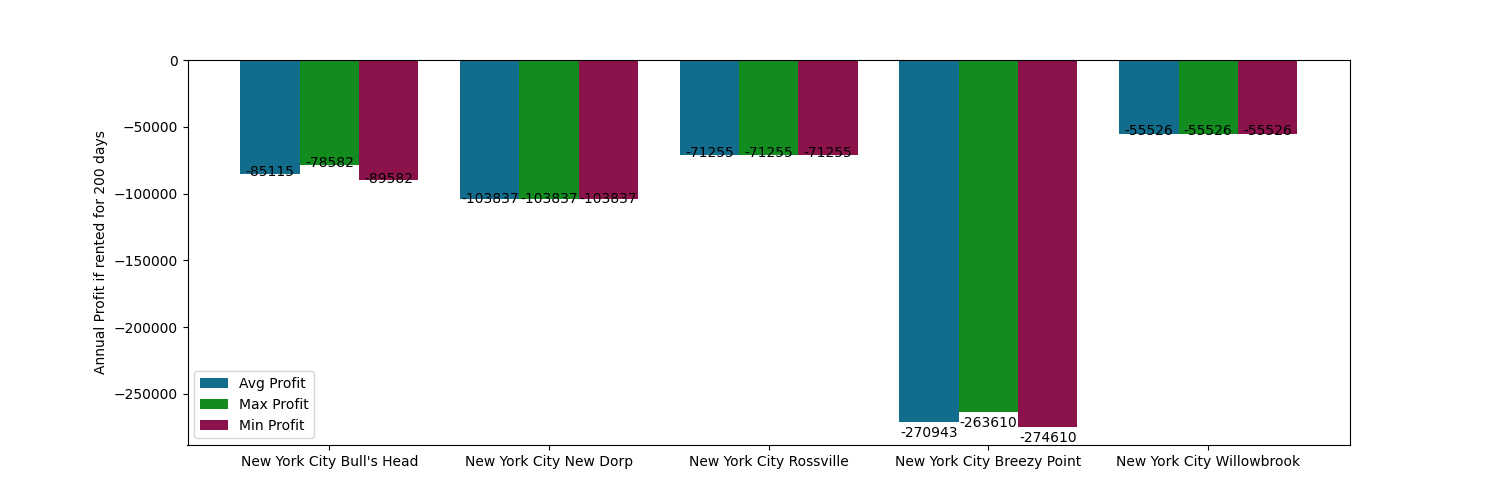 0
−50000
−100000
−150000
−200000
−250000
Annual Profit if rented for 200 days
-85115
-78582
-89582
-103837
-103837
-103837
-71255
-71255
-71255
-270943
-263610
-274610
-55526
-55526
-55526
Avg Profit
Max Profit
Min Profit
New York City Bull's Head
New York City New Dorp
New York City Rossville
New York City Breezy Point
New York City Willowbrook